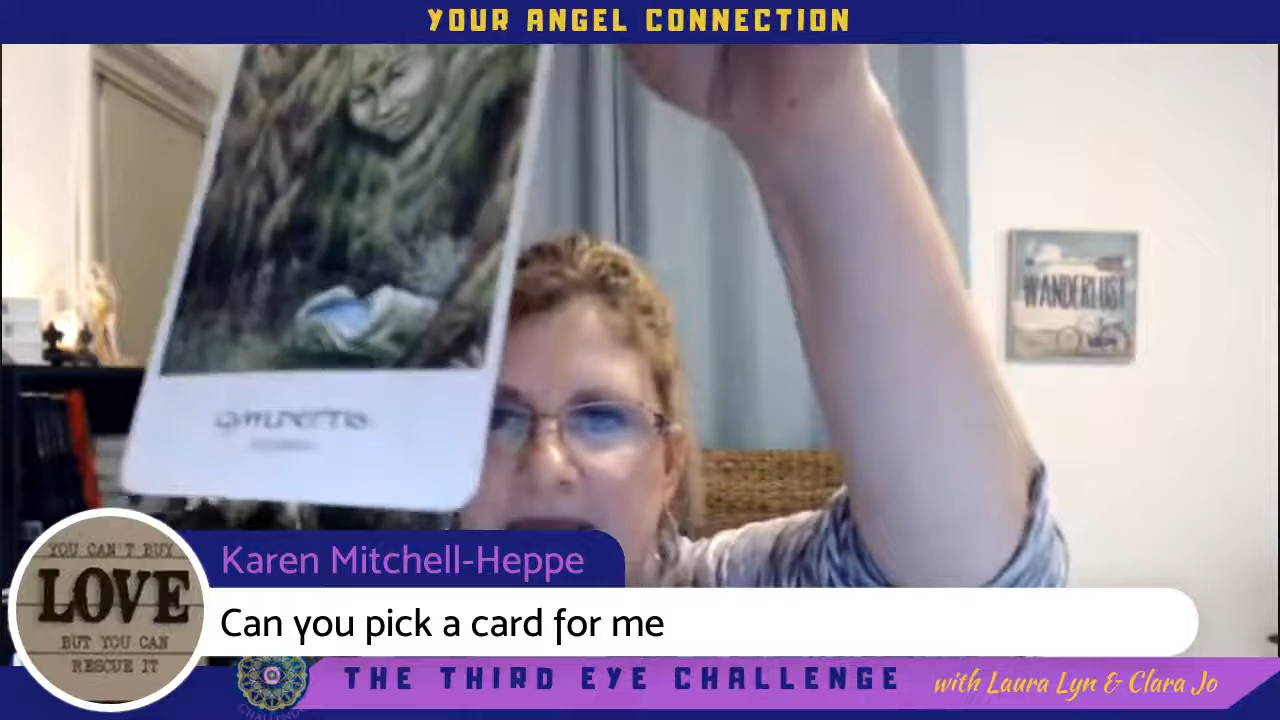 YOUR ANGEL CONNECTION
WANDERLUST
YOU CAN'T BUY
LOVE
BUT YOU CAN
RESCUE IT
Karen Mitchell-Heppe
Can you pick a card for me
THE THIRD EYE CHALLENGE
with Laura Lyn & Clara Jo